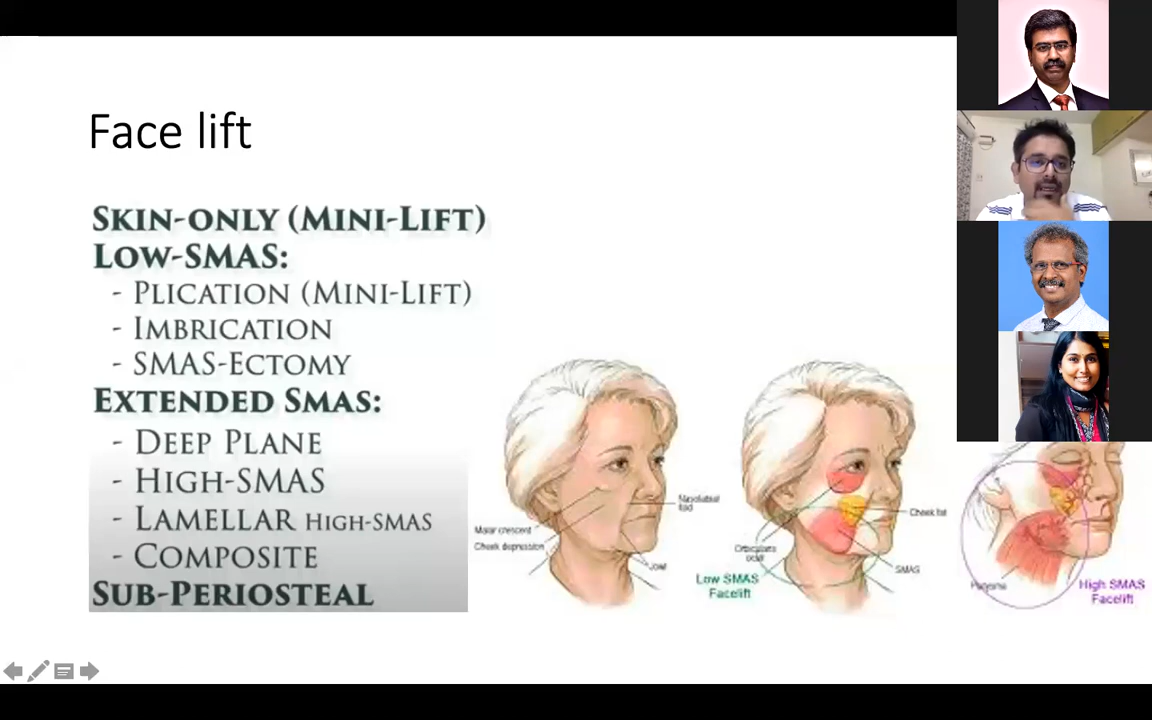 Face lift
SKIN-ONLY (MINI-LIFT)
LOW-SMAS:
- PLICATION (MINI-LIFT)
- IMBRICATION
- SMAS-ECTOMY
EXTENDED SMAS:
- DEEP PLANE
- HIGH-SMAS
- LAMELLAR HIGH-SMAS
- COMPOSITE
SUB-PERIOSTEAL
Malar crescent
Cheek depression
Nasolabial
fold
Jowl
Orbicularis
oculi
Cheek fat
SMAS
Low SMAS
Facelift
Platysma
High SMAS
Facelift